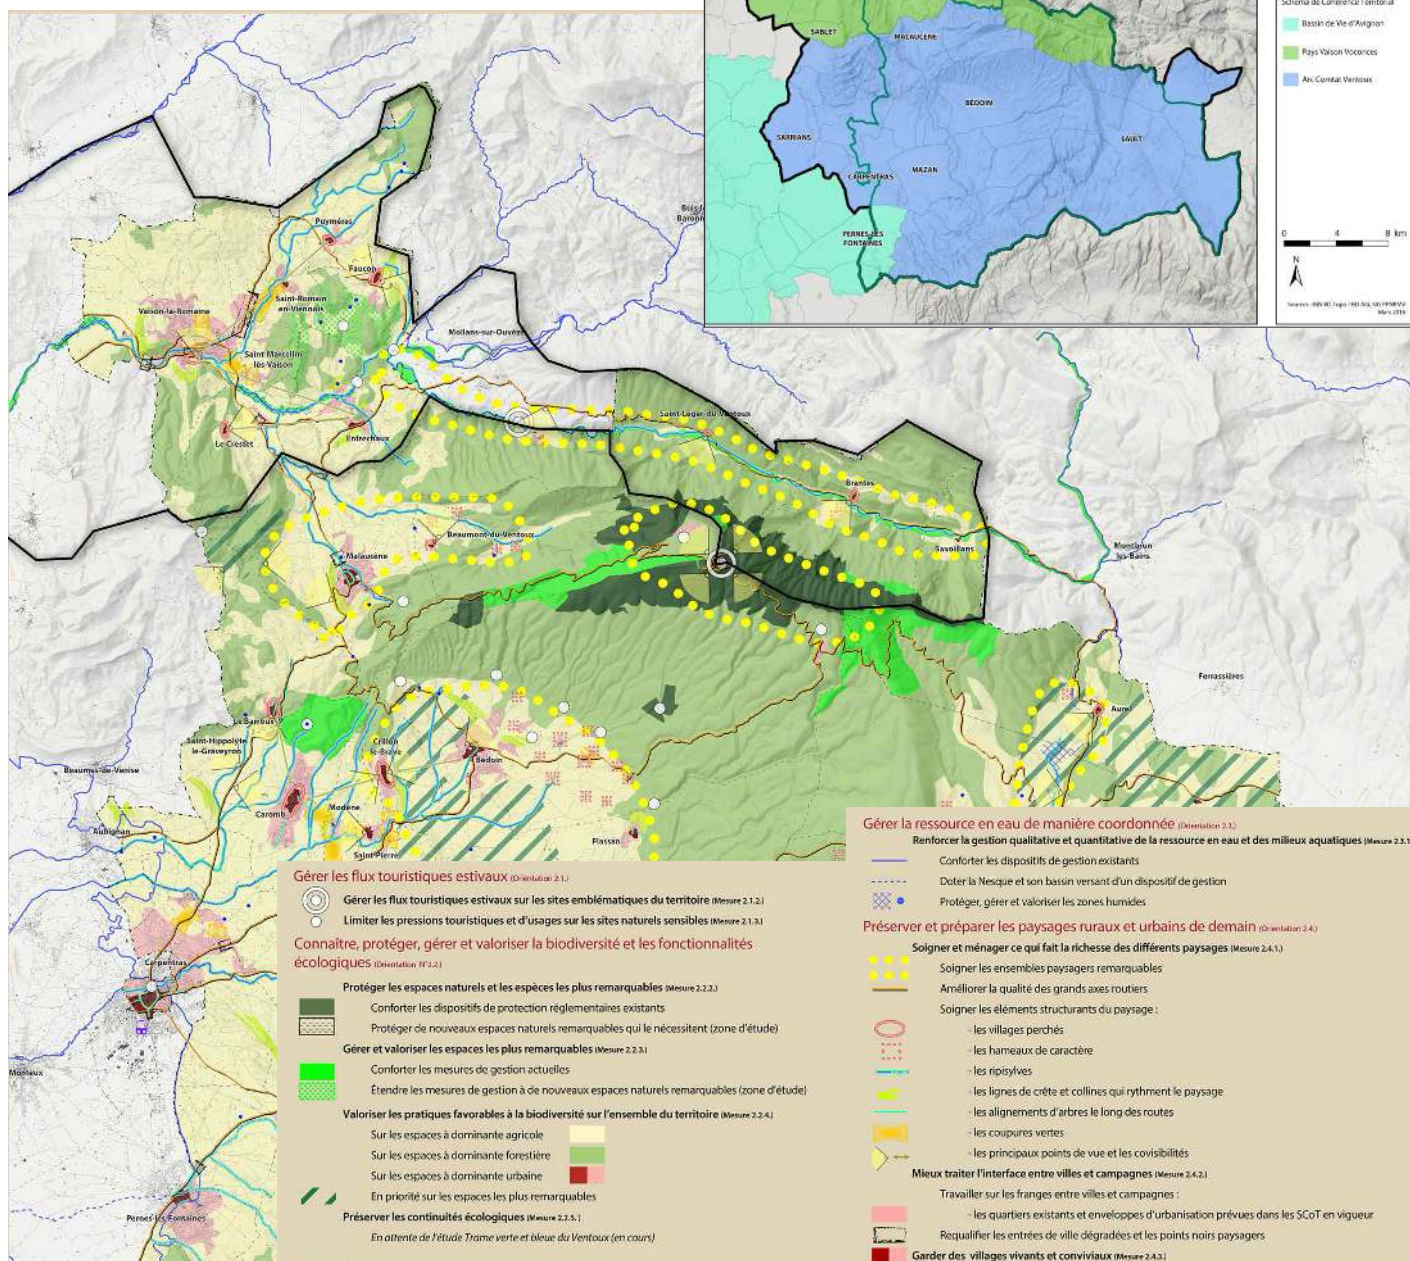 Schéma de Cohérence Territorial
Bassin de Vie d'Avignon
Pays Vaison Voconces
Arc Comtat Ventoux
0 4 8 km
N
Mars 2016
SABLET
MALAUCÈNE
BÉDOIN
SARRIANS
SAULT
CARPENTRAS
MAZAN
PERNES-LES
FONTAINES
Puyméras
Faucon
Saint-Romain
en-Viennois
Vaison-la-Romaine
Mollans-sur-Ouvèze
Saint Marcellin
lès-Vaison
Saint-Léger-du-Ventoux
Le Crestet
Entrechaux
Brantes
Beaumont-du-Ventoux
Savoillans
Montbrun
les-Bains
Malaucène
Ferrassières
Le Barroux
Aurel
Saint-Hippolyte
le-Graveyron
Crillon
le-Brave
Bédoin
Beaumes-de-Venise
Modène
Caromb
Aubignan
Flassan
Saint-Pierre
Carpentras
Monteux
Pernes-les-Fontaines
Gérer les flux touristiques estivaux (Orientation 2.1.)
Gérer les flux touristiques estivaux sur les sites emblématiques du territoire (Mesure 2.1.2.)
Limiter les pressions touristiques et d'usages sur les sites naturels sensibles (Mesure 2.1.3.)
Connaître, protéger, gérer et valoriser la biodiversité et les fonctionnalités
écologiques (Orientation N°2.2.)
Protéger les espaces naturels et les espèces les plus remarquables (Mesure 2.2.2.)
Conforter les dispositifs de protection réglementaires existants
Protéger de nouveaux espaces naturels remarquables qui le nécessitent (zone d'étude)
Gérer et valoriser les espaces les plus remarquables (Mesure 2.2.3.)
Conforter les mesures de gestion actuelles
Étendre les mesures de gestion à de nouveaux espaces naturels remarquables (zone d'étude)
Valoriser les pratiques favorables à la biodiversité sur l'ensemble du territoire (Mesure 2.2.4.)
Sur les espaces à dominante agricole
Sur les espaces à dominante forestière
Sur les espaces à dominante urbaine
En priorité sur les espaces les plus remarquables
Préserver les continuités écologiques (Mesure 2.2.5. )
En attente de l'étude Trame verte et bleue du Ventoux (en cours)
Gérer la ressource en eau de manière coordonnée (Orientation 2.3.)
Renforcer la gestion qualitative et quantitative de la ressource en eau et des milieux aquatiques (Mesure 2.3.1
Conforter les dispositifs de gestion existants
Doter la Nesque et son bassin versant d'un dispositif de gestion
Protéger, gérer et valoriser les zones humides
Préserver et préparer les paysages ruraux et urbains de demain (Orientation 2.4.)
Soigner et ménager ce qui fait la richesse des différents paysages (Mesure 2.4.1.)
Soigner les ensembles paysagers remarquables
Améliorer la qualité des grands axes routiers
Soigner les éléments structurants du paysage :
- les villages perchés
- les hameaux de caractère
- les ripisylves
- les lignes de crête et collines qui rythment le paysage
- les alignements d'arbres le long des routes
- les coupures vertes
- les principaux points de vue et les covisibilités
Mieux traiter l'interface entre villes et campagnes (Mesure 2.4.2.)
Travailler sur les franges entre villes et campagnes :
- les quartiers existants et enveloppes d'urbanisation prévues dans les SCoT en vigueur
Requalifier les entrées de ville dégradées et les points noirs paysagers
Garder des villages vivants et conviviaux (Mesure 2.4.3.)